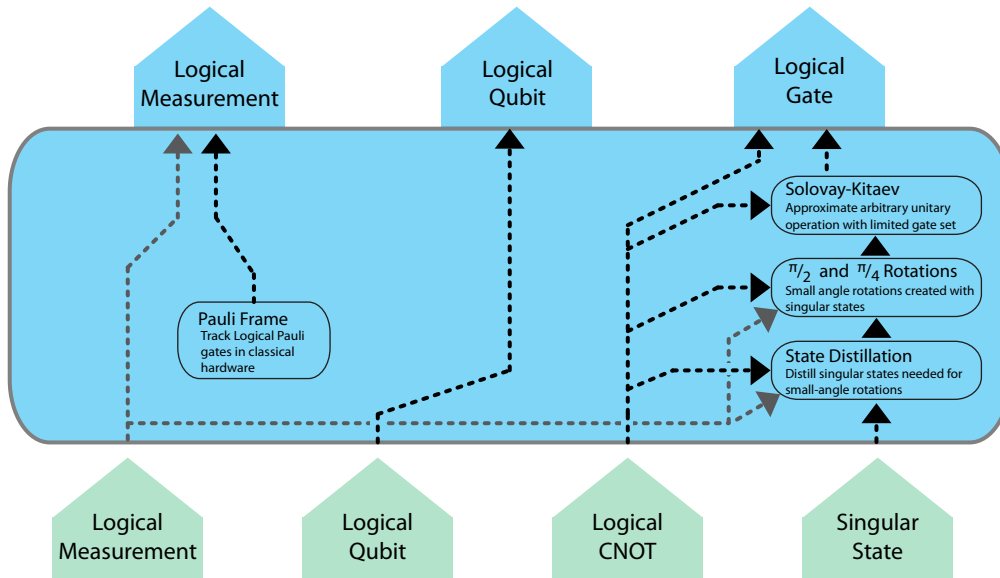 Logical
Measurement
Logical
Qubit
Logical
Gate
Solovay-Kitaev
Approximate arbitrary unitary
operation with limited gate set
π/2 and π/4 Rotations
Small angle rotations created with
singular states
Pauli Frame
Track Logical Pauli
gates in classical
hardware
State Distillation
Distill singular states needed for
small-angle rotations
Logical
Measurement
Logical
Qubit
Logical
CNOT
Singular
State